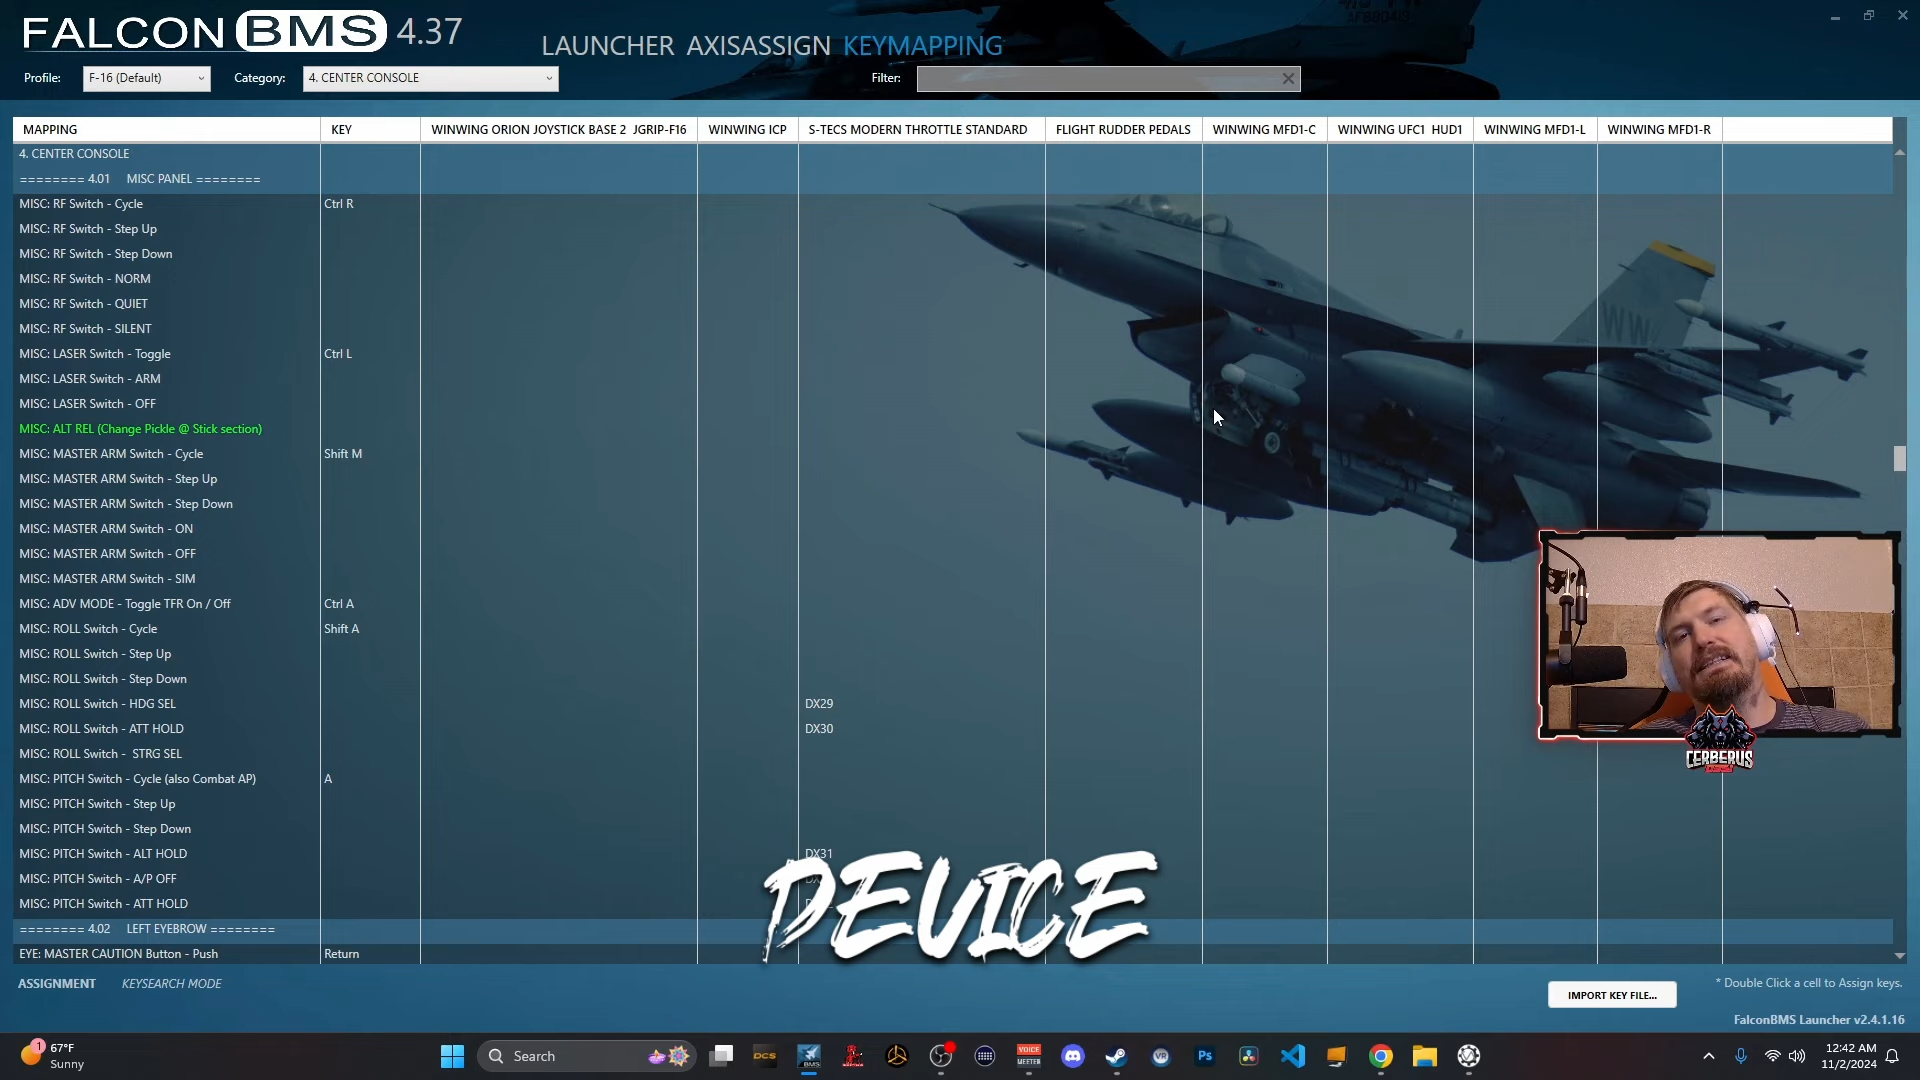 FALCON BMS 4.37
LAUNCHER AXISASSIGN KEYMAPPING
Profile: F-16 (Default) Category: 4. CENTER CONSOLE Filter:
MAPPING KEY WINWING ORION JOYSTICK BASE 2 JGRIP-F16 WINWING ICP S-TECS MODERN THROTTLE STANDARD FLIGHT RUDDER PEDALS WINWING MFD1-C WINWING UFC1 HUD1 WINWING MFD1-L WINWING MFD1-R
4. CENTER CONSOLE
======== 4.01 MISC PANEL ========
MISC: RF Switch - Cycle Ctrl R
MISC: RF Switch - Step Up
MISC: RF Switch - Step Down
MISC: RF Switch - NORM
MISC: RF Switch - QUIET
MISC: RF Switch - SILENT
MISC: LASER Switch - Toggle Ctrl L
MISC: LASER Switch - ARM
MISC: LASER Switch - OFF
MISC: ALT REL (Change Pickle @ Stick section)
MISC: MASTER ARM Switch - Cycle Shift M
MISC: MASTER ARM Switch - Step Up
MISC: MASTER ARM Switch - Step Down
MISC: MASTER ARM Switch - ON
MISC: MASTER ARM Switch - OFF
MISC: MASTER ARM Switch - SIM
MISC: ADV MODE - Toggle TFR On / Off Ctrl A
MISC: ROLL Switch - Cycle Shift A
MISC: ROLL Switch - Step Up
MISC: ROLL Switch - Step Down
MISC: ROLL Switch - HDG SEL DX29
MISC: ROLL Switch - ATT HOLD DX30
MISC: ROLL Switch - STRG SEL
MISC: PITCH Switch - Cycle (also Combat AP) A
MISC: PITCH Switch - Step Up
MISC: PITCH Switch - Step Down
MISC: PITCH Switch - ALT HOLD DX31
MISC: PITCH Switch - A/P OFF
MISC: PITCH Switch - ATT HOLD
======== 4.02 LEFT EYEBROW ========
EYE: MASTER CAUTION Button - Push Return
WW
CERBERUS
DEVICE
ASSIGNMENT KEYSEARCH MODE
IMPORT KEY FILE...
* Double Click a cell to Assign keys.
FalconBMS Launcher v2.4.1.16
1
67°F
Sunny
Search
DCS
BMS
VOICE
MEETER
VR
Ps
12:42 AM
11/2/2024